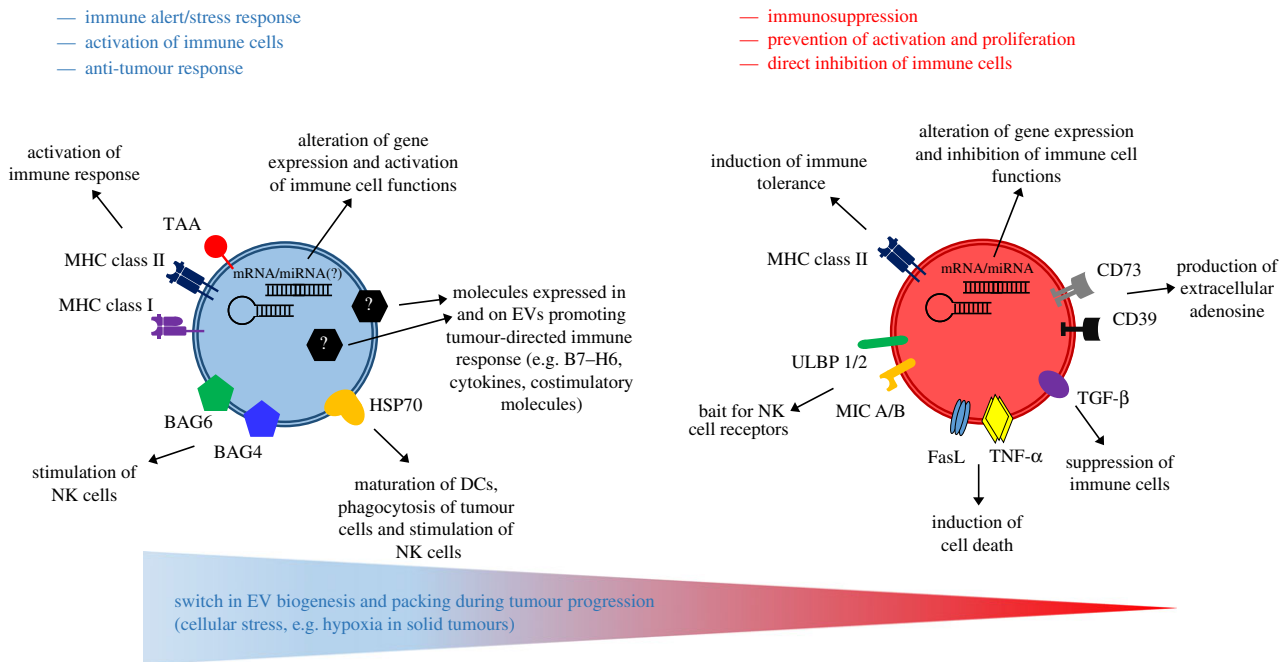 — immune alert/stress response
— activation of immune cells
— anti-tumour response
— immunosuppression
— prevention of activation and proliferation
— direct inhibition of immune cells
activation of
immune response
alteration of gene
expression and activation
of immune cell functions
TAA
MHC class II
MHC class I
mRNA/miRNA(?)
?
?
molecules expressed in
and on EVs promoting
tumour-directed immune
response (e.g. B7–H6,
cytokines, costimulatory
molecules)
BAG6
BAG4
HSP70
stimulation of
NK cells
maturation of DCs,
phagocytosis of tumour
cells and stimulation of
NK cells
induction of immune
tolerance
alteration of gene expression
and inhibition of immune cell
functions
MHC class II
mRNA/miRNA
CD73
CD39
production of
extracellular
adenosine
ULBP 1/2
MIC A/B
bait for NK
cell receptors
FasL
TNF-α
TGF-β
suppression of
immune cells
induction of
cell death
switch in EV biogenesis and packing during tumour progression
(cellular stress, e.g. hypoxia in solid tumours)